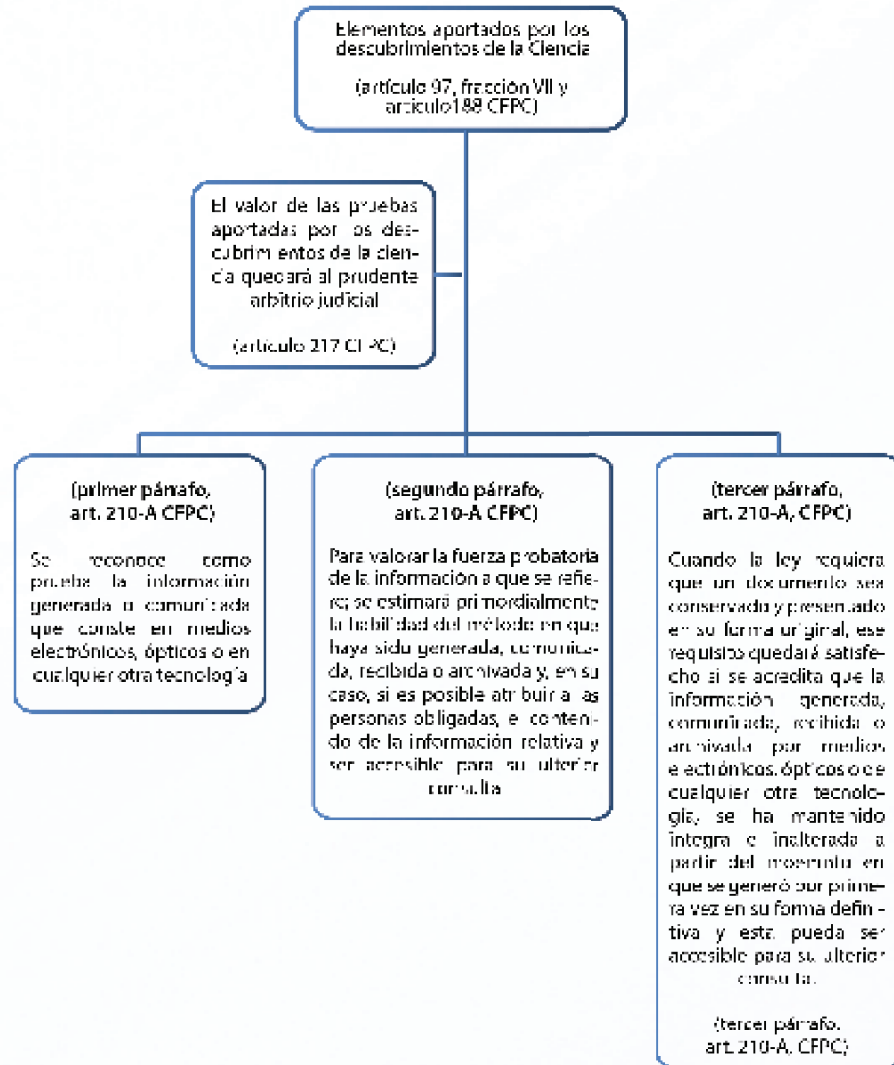 Elementos aportados por los
descubrimientos de la Ciencia
(artículo 97, fracción VII y
artículo188 CFPC)
El valor de las pruebas
aportadas por los des-
cubrimientos de la cien-
cia quedará al prudente
arbitrio judicial
(artículo 217 CFPC)
(primer párrafo,
art. 210-A CFPC)
Se reconoce como
prueba la información
generada o comunicada
que conste en medios
electrónicos, ópticos o en
cualquier otra tecnología
(segundo párrafo,
art. 210-A CFPC)
Para valorar la fuerza probatoria
de la información a que se refie-
re; se estimará primordialmente
la fiabilidad del método en que
haya sido generada, comunica-
da, recibida o archivada y, en su
caso, si es posible atribuir a las
personas obligadas, el conteni-
do de la información relativa y
ser accesible para su ulterior
consulta
(tercer párrafo,
art. 210-A, CFPC)
Cuando la ley requiera
que un documento sea
conservado y presentado
en su forma original, ese
requisito quedará satisfe-
cho si se acredita que la
información generada,
comunicada, recibida o
archivada por medios
electrónicos, ópticos o de
cualquier otra tecnolo-
gía, se ha mantenido
íntegra e inalterada a
partir del momento en
que se generó por prime-
ra vez en su forma defini-
tiva y esta pueda ser
accesible para su ulterior
consulta.
(tercer párrafo,
art. 210-A, CFPC)